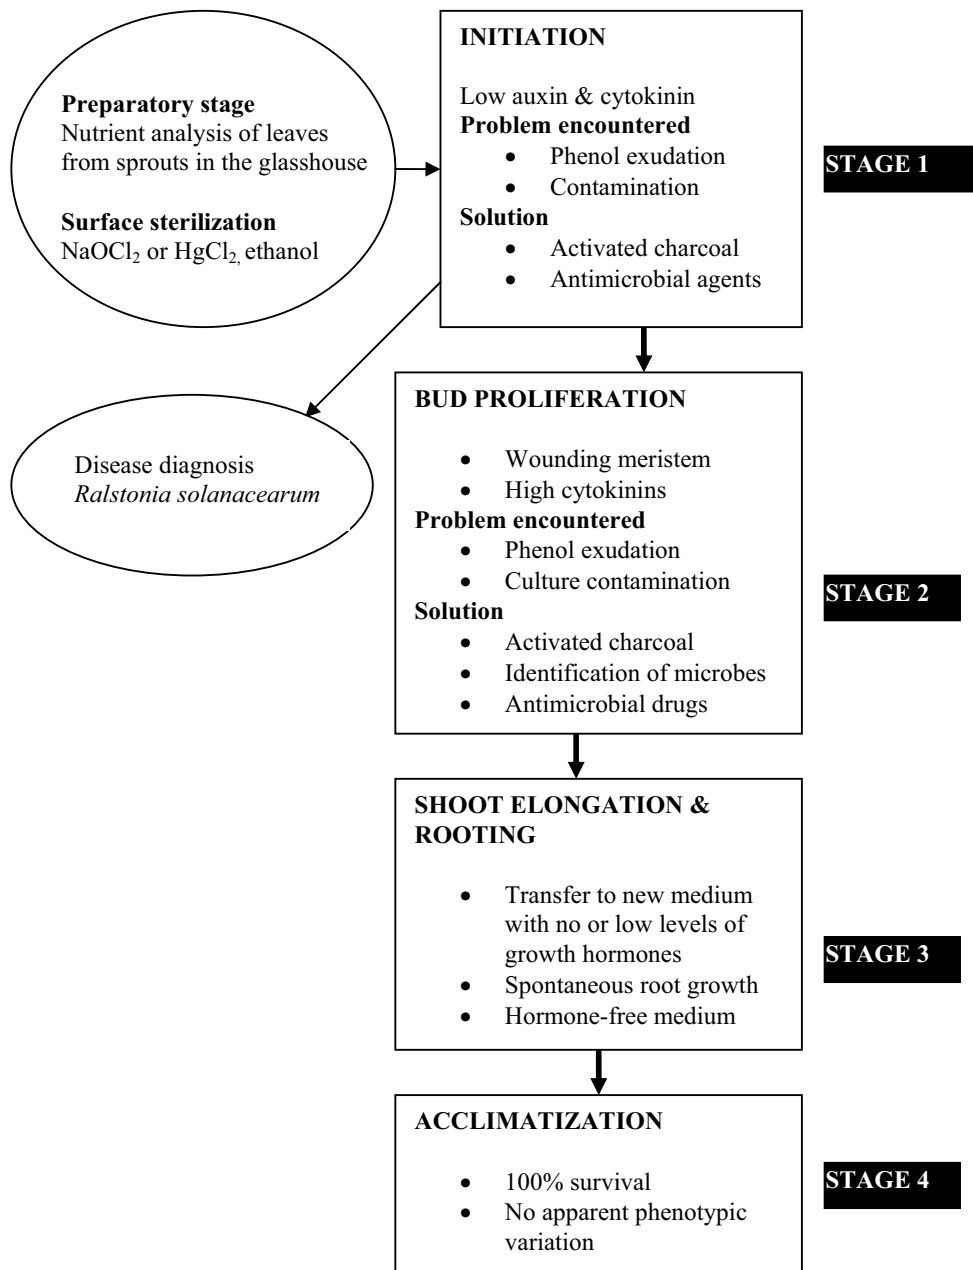 Preparatory stage
Nutrient analysis of leaves
from sprouts in the glasshouse
Surface sterilization
NaOCl₂ or HgCl₂, ethanol
INITIATION
Low auxin & cytokinin
Problem encountered
• Phenol exudation
• Contamination
Solution
• Activated charcoal
• Antimicrobial agents
STAGE 1
Disease diagnosis
Ralstonia solanacearum
BUD PROLIFERATION
• Wounding meristem
• High cytokinins
Problem encountered
• Phenol exudation
• Culture contamination
Solution
• Activated charcoal
• Identification of microbes
• Antimicrobial drugs
STAGE 2
SHOOT ELONGATION &
ROOTING
• Transfer to new medium
with no or low levels of
growth hormones
• Spontaneous root growth
• Hormone-free medium
STAGE 3
ACCLIMATIZATION
• 100% survival
• No apparent phenotypic
variation
STAGE 4